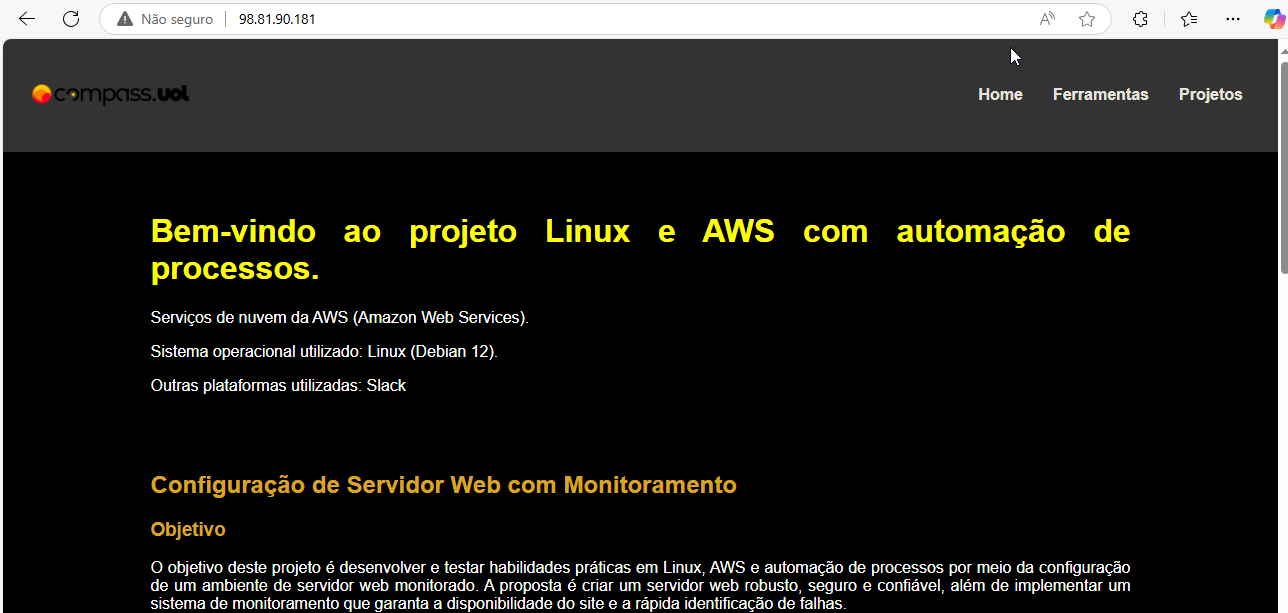 Não seguro
98.81.90.181
compass.uol
Home
Ferramentas
Projetos
Bem-vindo ao projeto Linux e AWS com automação de
processos.
Serviços de nuvem da AWS (Amazon Web Services).
Sistema operacional utilizado: Linux (Debian 12).
Outras plataformas utilizadas: Slack
Configuração de Servidor Web com Monitoramento
Objetivo
O objetivo deste projeto é desenvolver e testar habilidades práticas em Linux, AWS e automação de processos por meio da configuração
de um ambiente de servidor web monitorado. A proposta é criar um servidor web robusto, seguro e confiável, além de implementar um
sistema de monitoramento que garanta a disponibilidade do site e a rápida identificação de falhas.